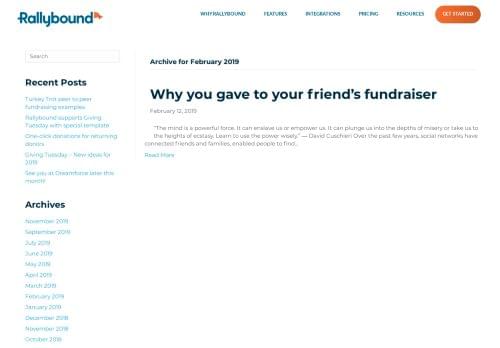 Rallybound
WHY RALLYBOUND
FEATURES
INTEGRATIONS
PRICING
RESOURCES
GET STARTED
Search
Recent Posts
Turkey Trot peer to peer
fundraising examples
Rallybound supports Giving
Tuesday with special template
One-click donations for returning
donors
Giving Tuesday – New ideas for
2019
See you at Dreamforce later this
month!
Archives
November 2019
September 2019
July 2019
June 2019
May 2019
April 2019
March 2019
February 2019
January 2019
December 2018
November 2018
October 2018
Archive for February 2019
Why you gave to your friend's fundraiser
February 12, 2019
"The mind is a powerful force. It can enslave us or empower us. It can plunge us into the depths of misery or take us to
the heights of ecstasy. Learn to use the power wisely." — David Cuschieri Over the past few years, social networks have
connected friends and families, enabled people to find...
Read More